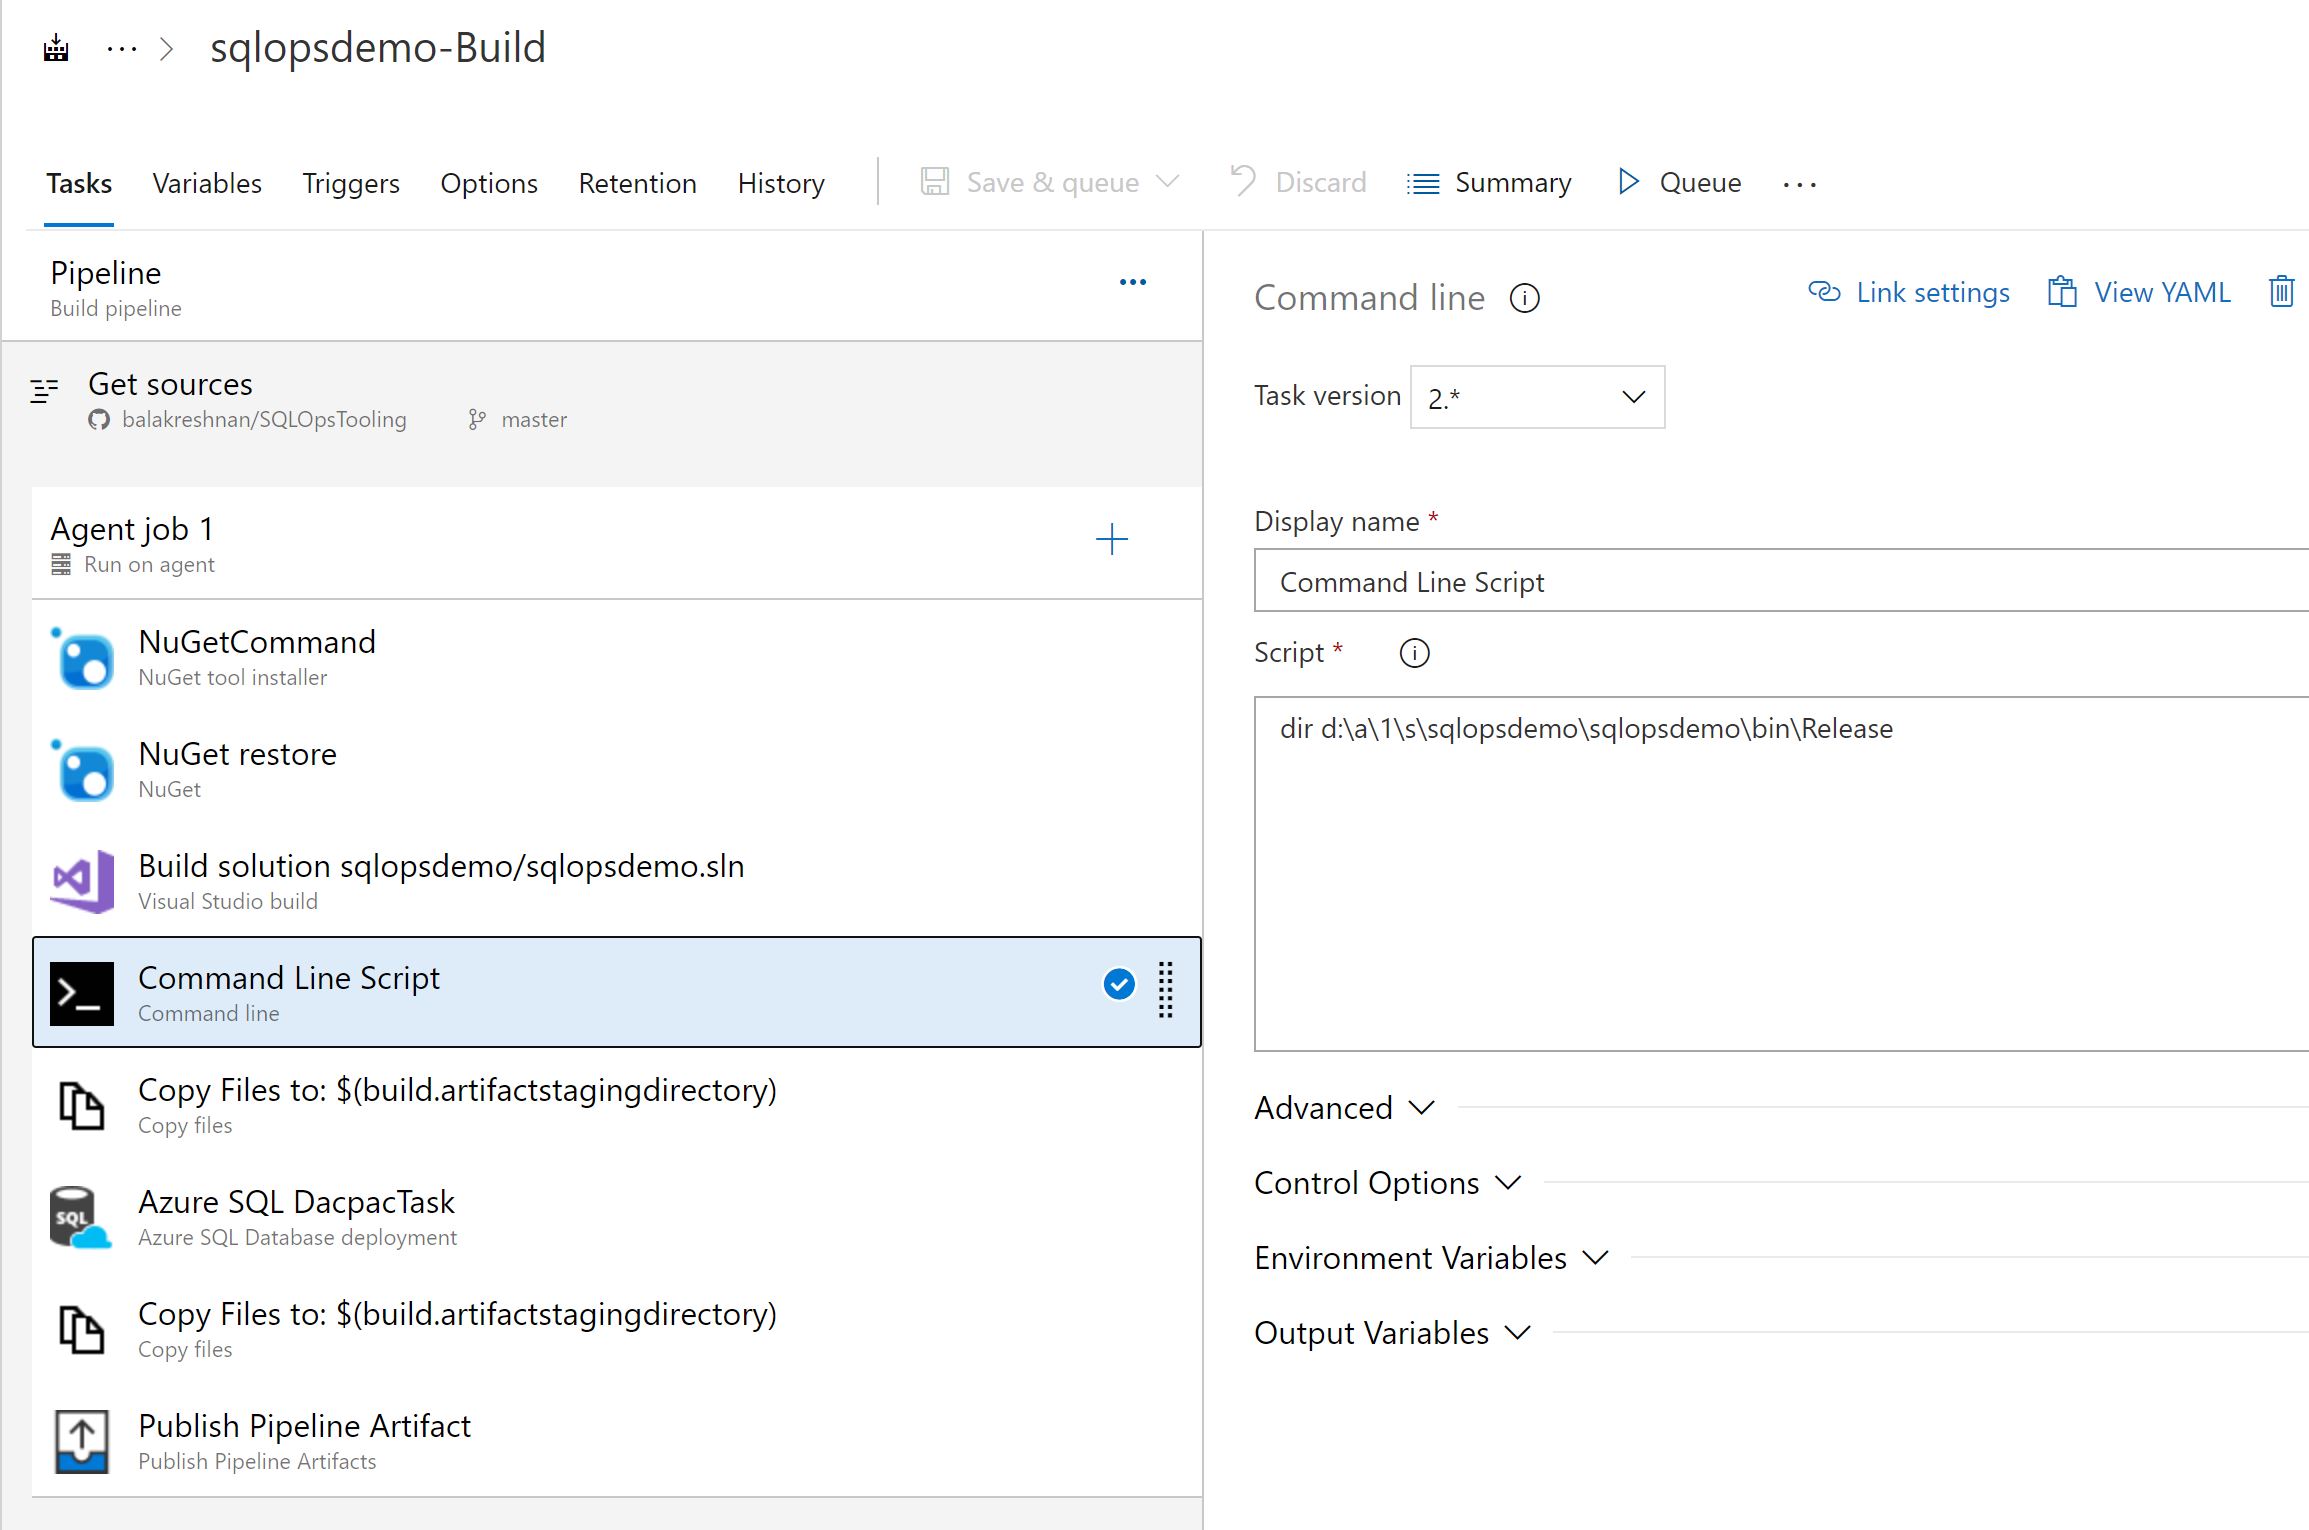 sqlopsdemo-Build
Tasks Variables Triggers Options Retention History Save & queue Discard Summary Queue
Pipeline
Build pipeline
Get sources
balakreshnan/SQLOpsTooling master
Agent job 1
Run on agent
NuGetCommand
NuGet tool installer
NuGet restore
NuGet
Build solution sqlopsdemo/sqlopsdemo.sln
Visual Studio build
Command Line Script
Command line
Copy Files to: $(build.artifactstagingdirectory)
Copy files
SQL
Azure SQL DacpacTask
Azure SQL Database deployment
Copy Files to: $(build.artifactstagingdirectory)
Copy files
Publish Pipeline Artifact
Publish Pipeline Artifacts
Command line Link settings View YAML
Task version 2.*
Display name *
Command Line Script
Script *
dir d:\a\1\s\sqlopsdemo\sqlopsdemo\bin\Release
Advanced
Control Options
Environment Variables
Output Variables